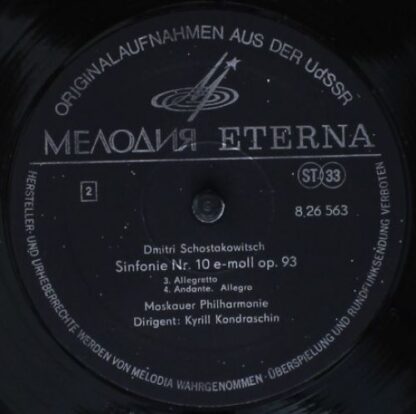 ORIGINALAUFNAHMEN AUS DER UdSSR
МЕЛОДИЯ ETERNA
ST 33
2
8 26 563
Dmitri Schostakowitsch
Sinfonie Nr. 10 e-moll op. 93
3. Allegretto
4. Andante. Allegro
Moskauer Philharmonie
Dirigent: Kyrill Kondraschin
HERSTELLER- UND URHEBERRECHTE WERDEN VON MELODIA WAHRGENOMMEN · ÜBERSPIELUNG UND RUNDFUNKSENDUNG VERBOTEN